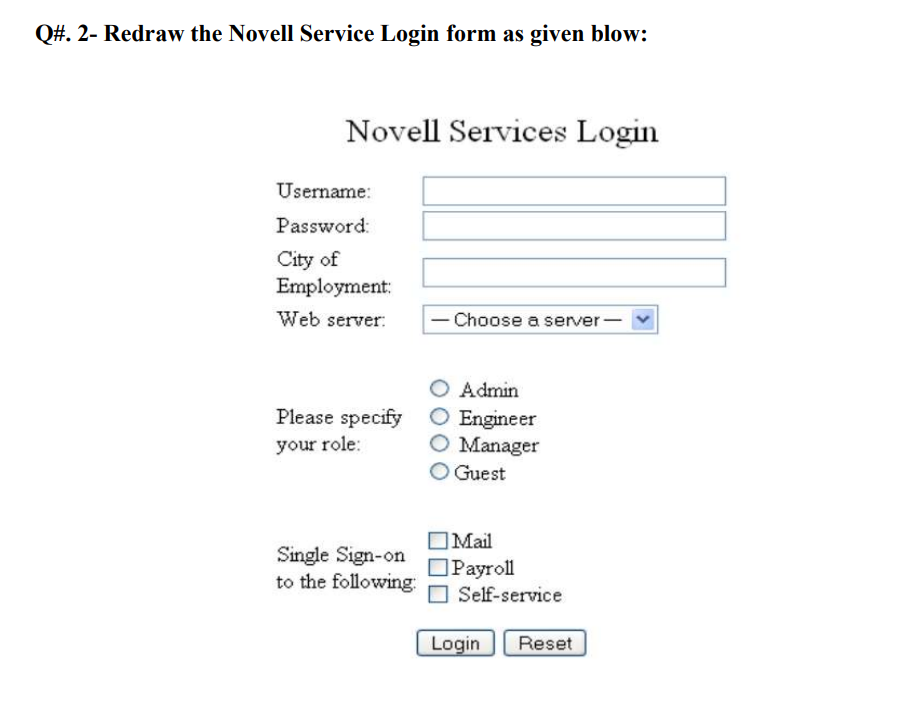 Q#. 2- Redraw the Novell Service Login form as given blow:
Novell Services Login
Username:
Password:
City of
Employment:
Web server:
— Choose a server —
Please specify
your role:
Admin
Engineer
Manager
Guest
Single Sign-on
to the following:
Mail
Payroll
Self-service
Login
Reset